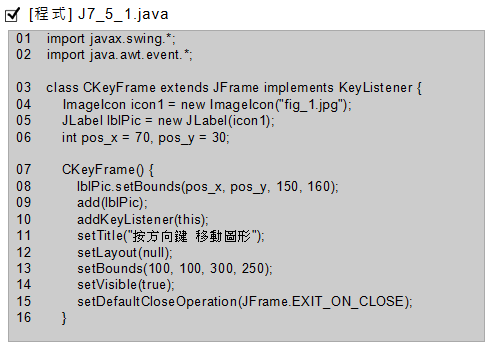 [程式] J7_5_1.java
01 import javax.swing.*;
02 import java.awt.event.*;
03 class CKeyFrame extends JFrame implements KeyListener {
04 ImageIcon icon1 = new ImageIcon("fig_1.jpg");
05 JLabel lblPic = new JLabel(icon1);
06 int pos_x = 70, pos_y = 30;
07 CKeyFrame() {
08 lblPic.setBounds(pos_x, pos_y, 150, 160);
09 add(lblPic);
10 addKeyListener(this);
11 setTitle("按方向鍵 移動圖形");
12 setLayout(null);
13 setBounds(100, 100, 300, 250);
14 setVisible(true);
15 setDefaultCloseOperation(JFrame.EXIT_ON_CLOSE);
16 }